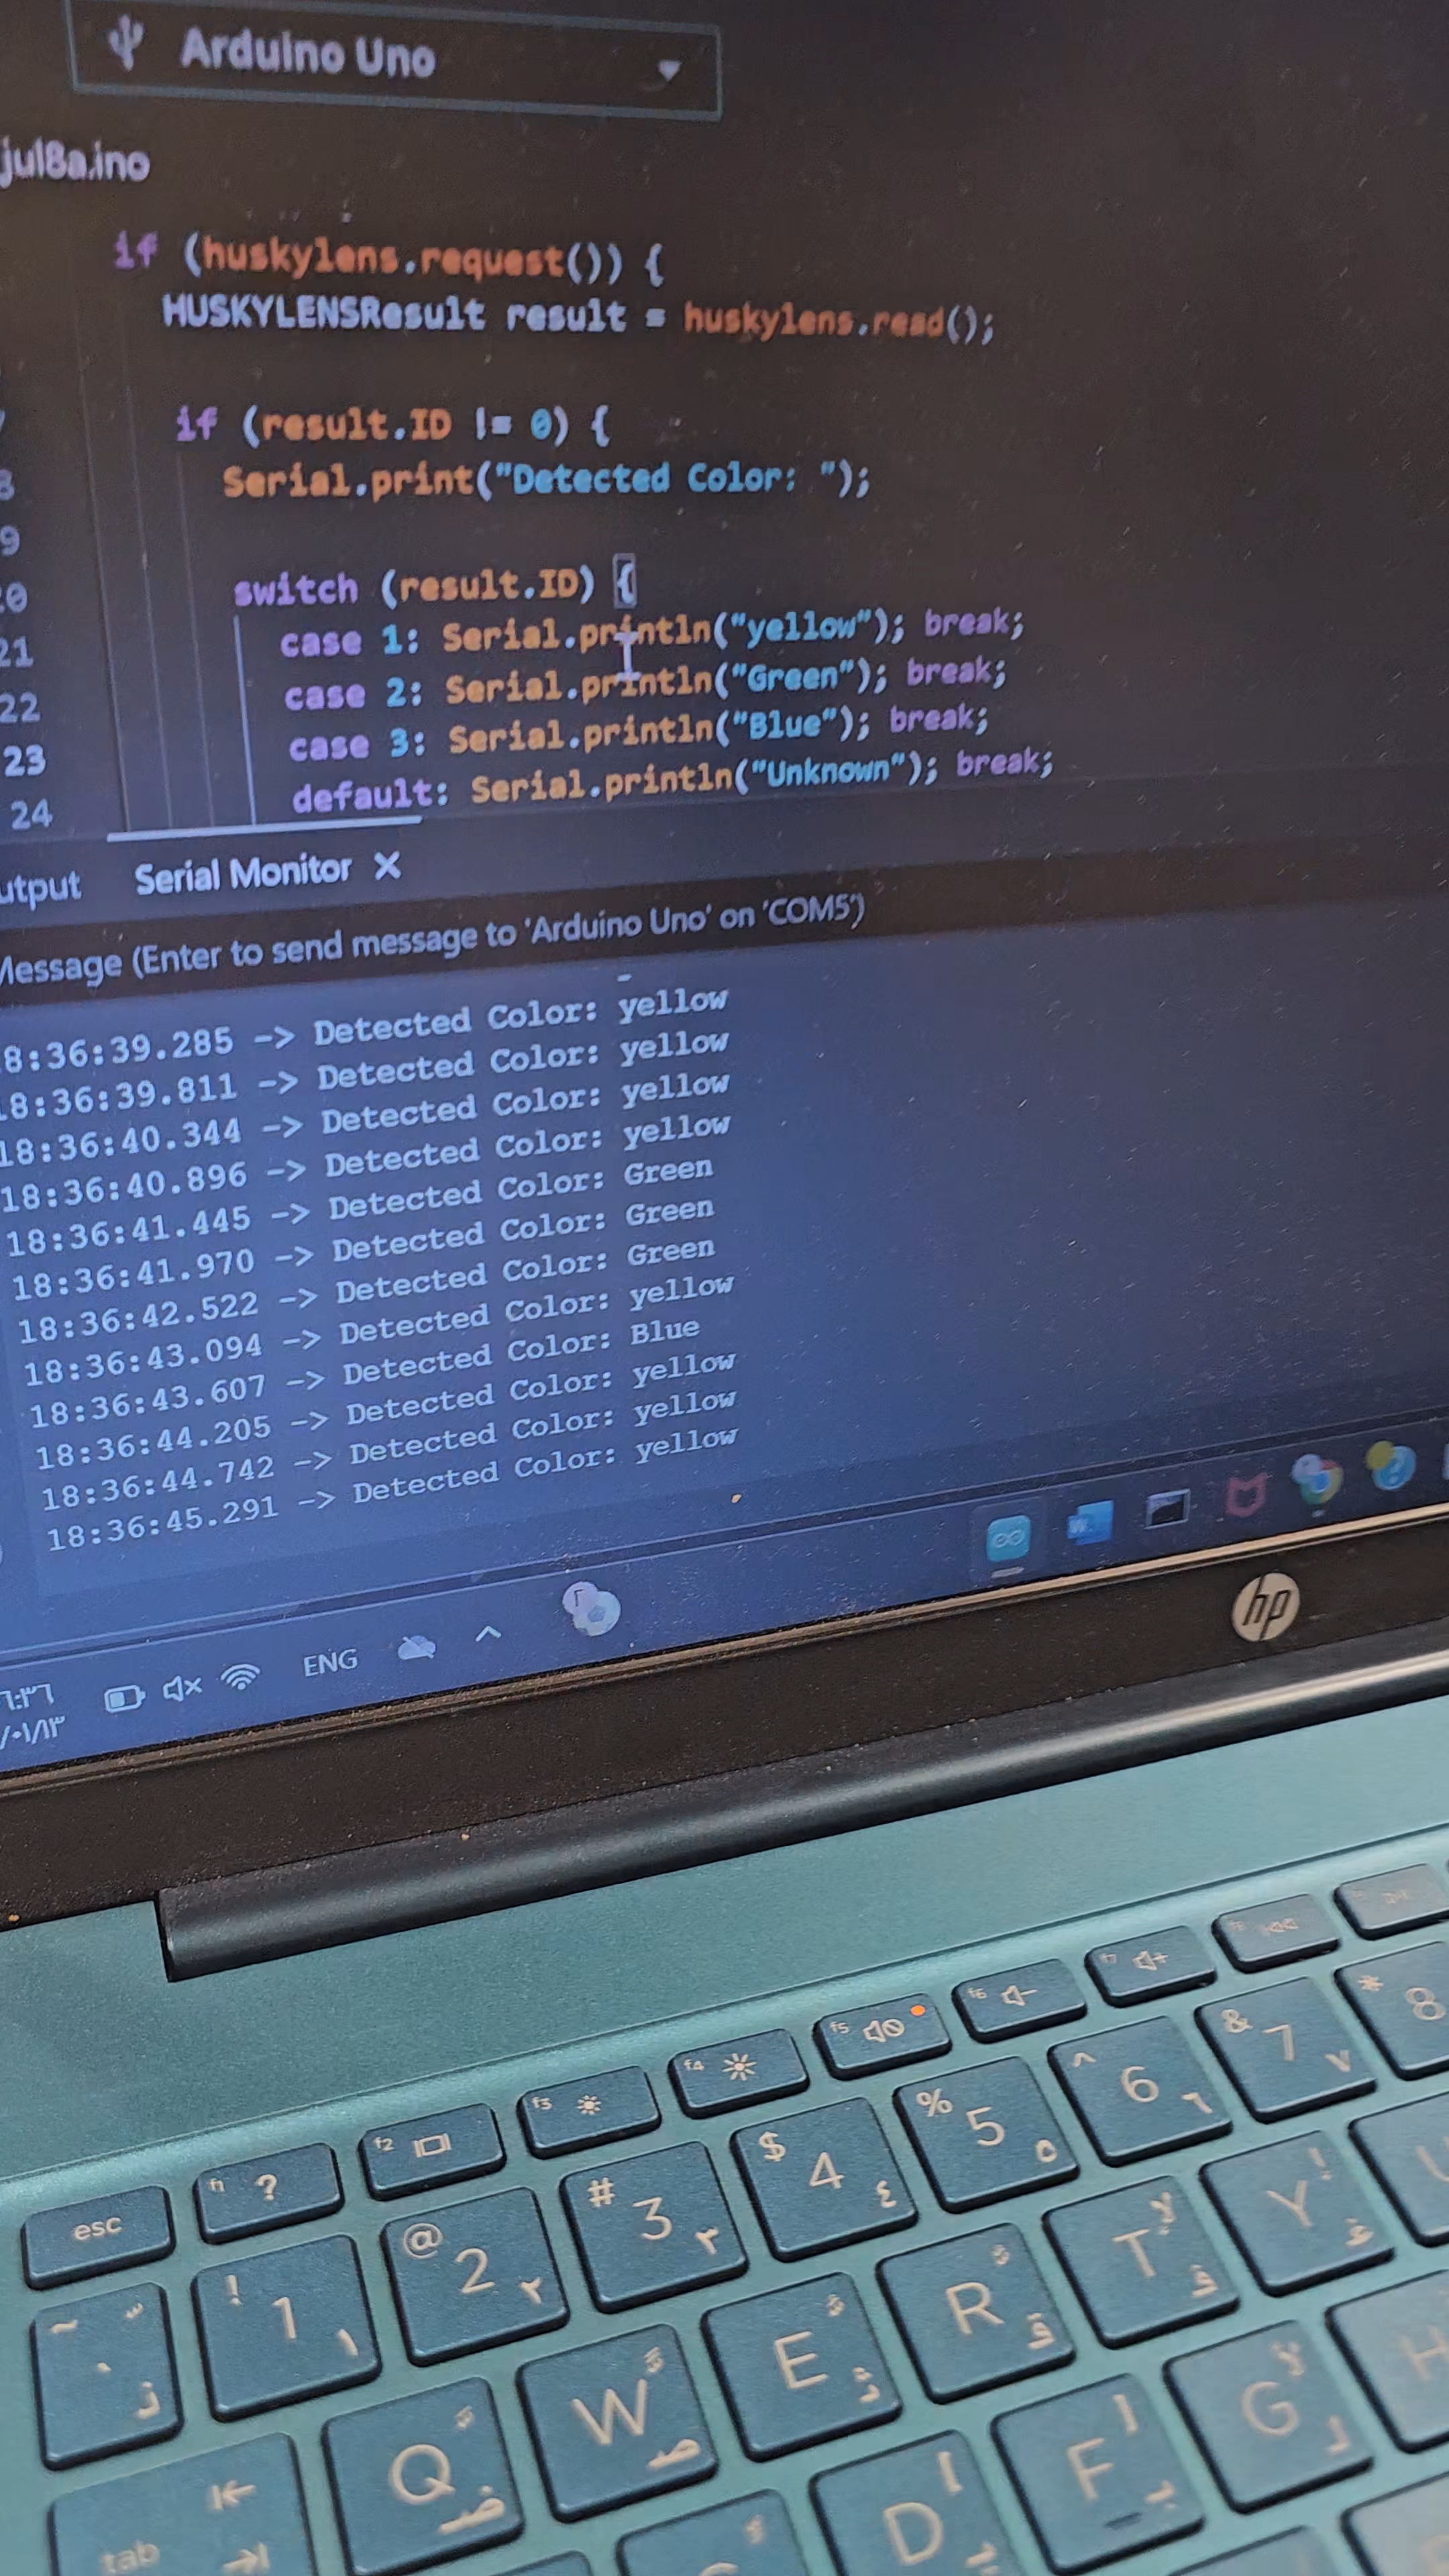 Arduino Uno
jul8a.ino
if (huskylens.request()) {
HUSKYLENSResult result = huskylens.read();
if (result.ID != 0) {
8 Serial.print("Detected Color: ");
9
20 switch (result.ID) {
21 case 1: Serial.println("yellow"); break;
22 case 2: Serial.println("Green"); break;
23 case 3: Serial.println("Blue"); break;
24 default: Serial.println("Unknown"); break;
utput Serial Monitor X
Message (Enter to send message to 'Arduino Uno' on 'COM5')
8:36:39.285 -> Detected Color: yellow
18:36:39.811 -> Detected Color: yellow
18:36:40.344 -> Detected Color: yellow
18:36:40.896 -> Detected Color: yellow
18:36:41.445 -> Detected Color: Green
18:36:41.970 -> Detected Color: Green
18:36:42.522 -> Detected Color: Green
18:36:43.094 -> Detected Color: yellow
18:36:43.607 -> Detected Color: Blue
18:36:44.205 -> Detected Color: yellow
18:36:44.742 -> Detected Color: yellow
18:36:45.291 -> Detected Color: yellow
ENG
hp
esc f1 ? f2 f3 f4 f5 f6 f7 f8
~ ذ ! 1 ١ @ 2 ٢ # 3 ٣ $ 4 ٤ % 5 ٥ ^ 6 ٦ & 7 ٧ * 8
tab Q ض W ص E ث R ق T ف Y غ U
D ي F ب G ل H